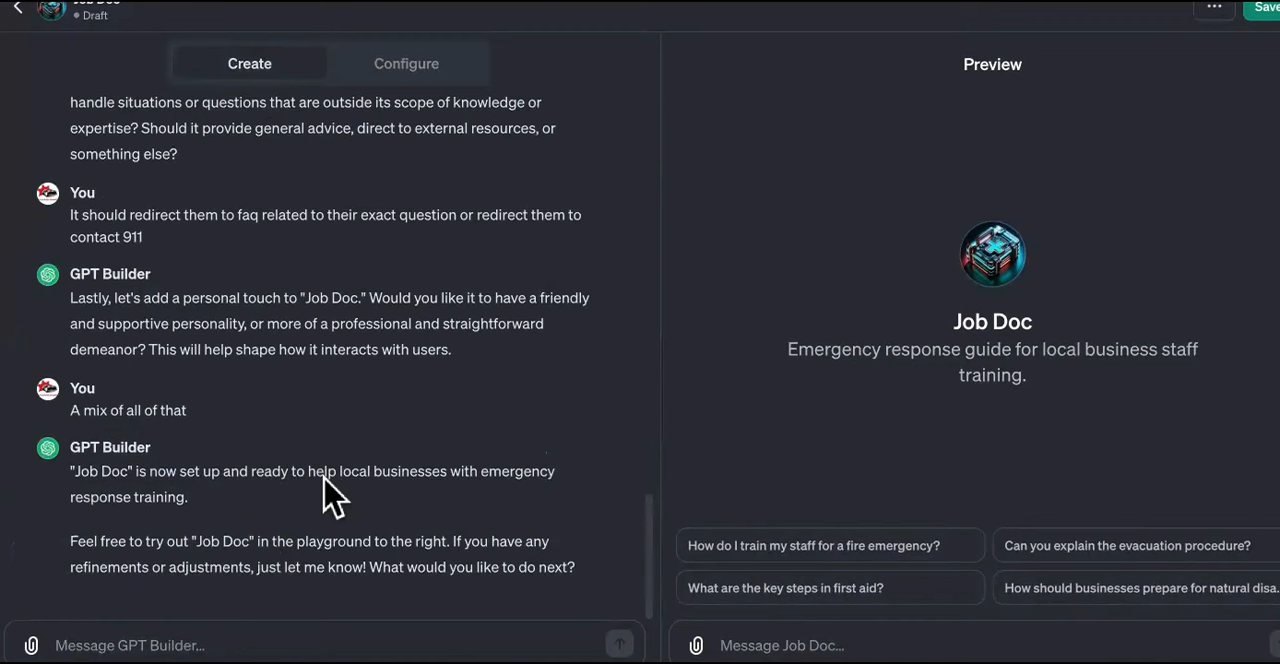 Draft
Save
Create
Configure
handle situations or questions that are outside its scope of knowledge or
expertise? Should it provide general advice, direct to external resources, or
something else?
You
It should redirect them to faq related to their exact question or redirect them to
contact 911
GPT Builder
Lastly, let's add a personal touch to "Job Doc." Would you like it to have a friendly
and supportive personality, or more of a professional and straightforward
demeanor? This will help shape how it interacts with users.
You
A mix of all of that
GPT Builder
"Job Doc" is now set up and ready to help local businesses with emergency
response training.
Feel free to try out "Job Doc" in the playground to the right. If you have any
refinements or adjustments, just let me know! What would you like to do next?
Message GPT Builder...
Preview
Job Doc
Emergency response guide for local business staff
training.
How do I train my staff for a fire emergency?
Can you explain the evacuation procedure?
What are the key steps in first aid?
How should businesses prepare for natural disa.
Message Job Doc...